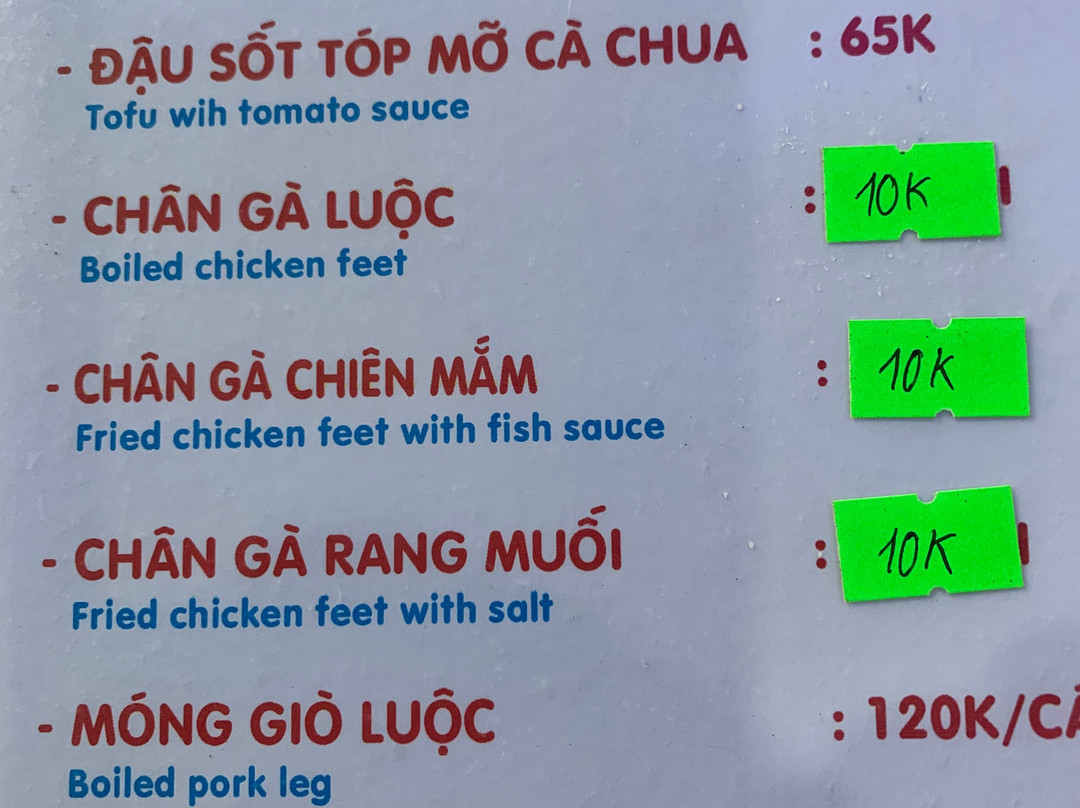 - ĐẬU SỐT TÓP MỠ CÀ CHUA : 65K
Tofu wih tomato sauce
- CHÂN GÀ LUỘC : 10K
Boiled chicken feet
- CHÂN GÀ CHIÊN MẮM : 10K
Fried chicken feet with fish sauce
- CHÂN GÀ RANG MUỐI : 10K
Fried chicken feet with salt
- MÓNG GIÒ LUỘC : 120K/CÁ
Boiled pork leg